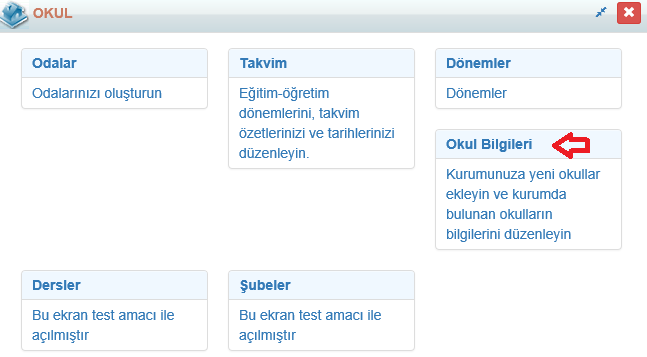 OKUL
Odalar
Odalarınızı oluşturun
Takvim
Eğitim-öğretim
dönemlerini, takvim
özetlerinizi ve tarihlerinizi
düzenleyin.
Dönemler
Dönemler
Okul Bilgileri
Kurumunuza yeni okullar
ekleyin ve kurumda
bulunan okulların
bilgilerini düzenleyin
Dersler
Bu ekran test amacı ile
açılmıştır
Şubeler
Bu ekran test amacı ile
açılmıştır